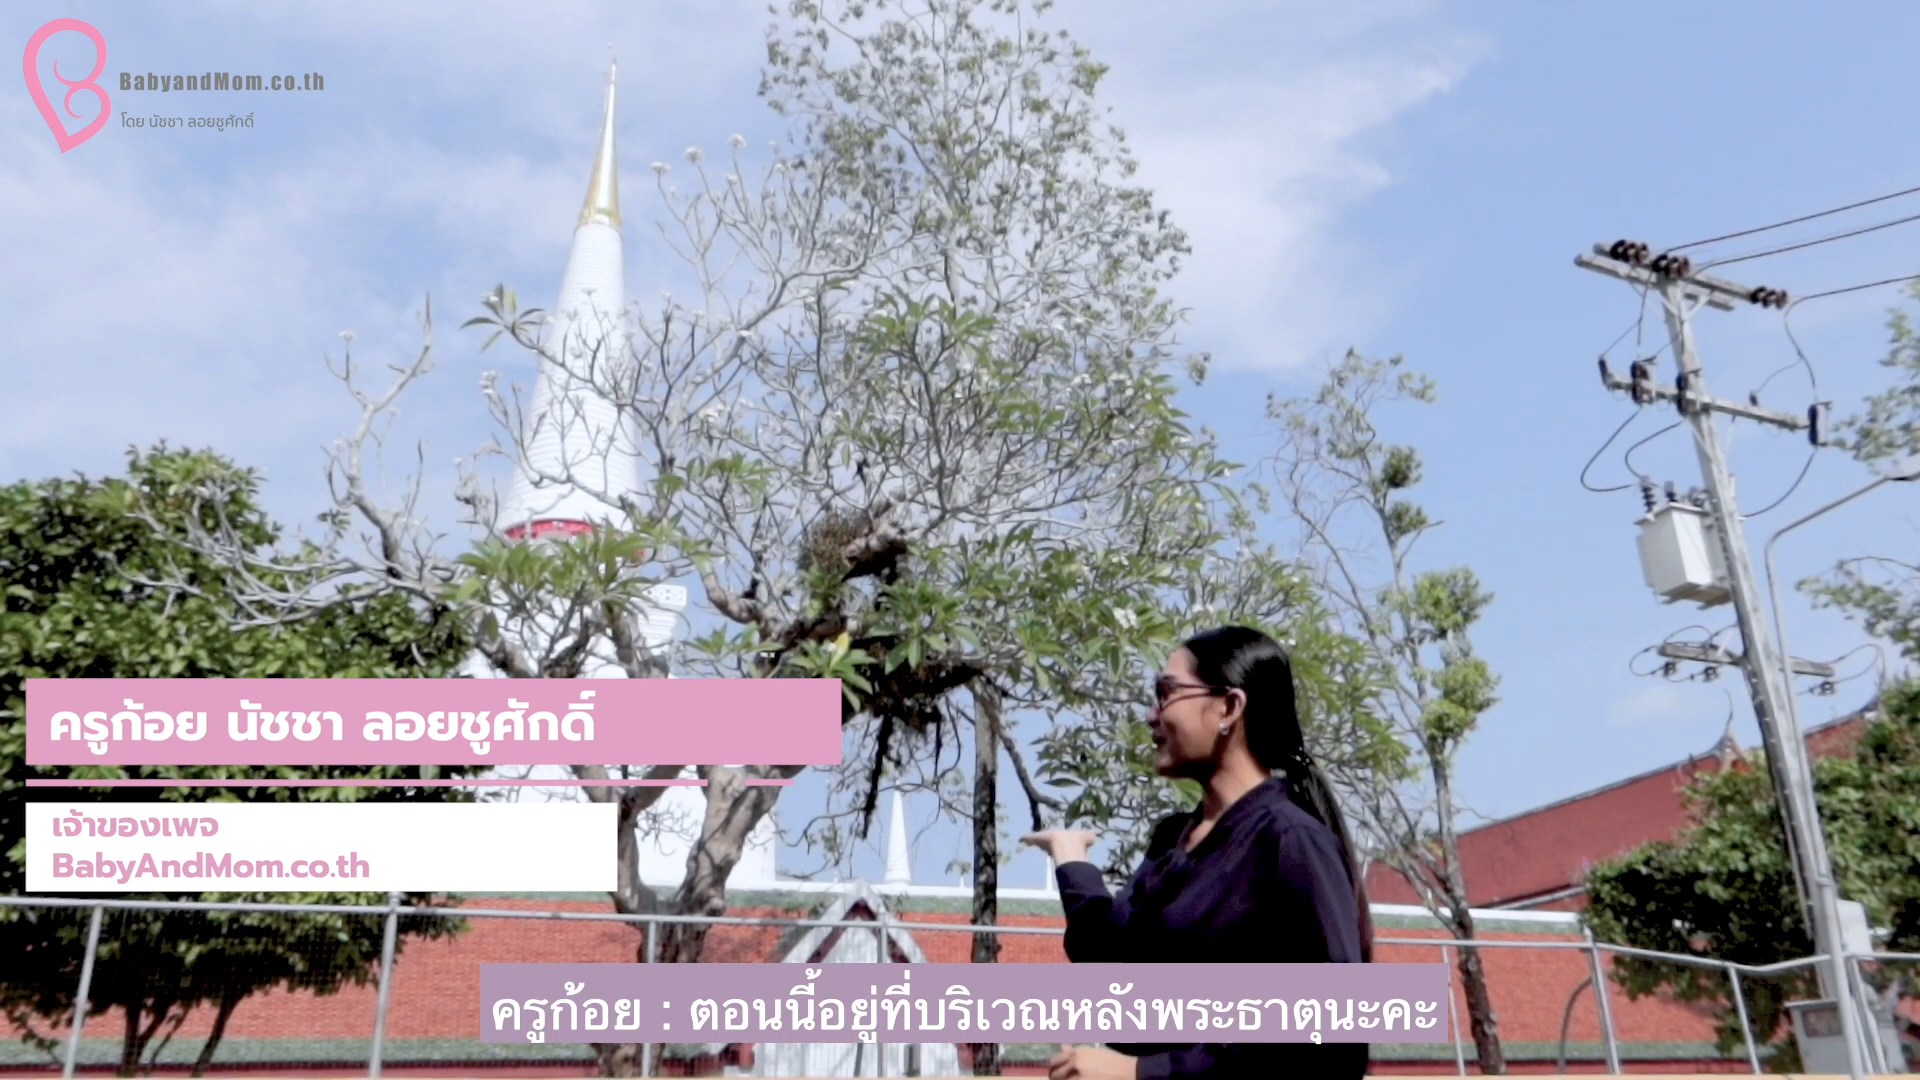 BabyandMom.co.th
โดย นัชชา ลอยชูศักดิ์
ครูก้อย นัชชา ลอยชูศักดิ์
เจ้าของเพจ
BabyAndMom.co.th
ครูก้อย : ตอนนี้อยู่ที่บริเวณหลังพระธาตุนะคะ